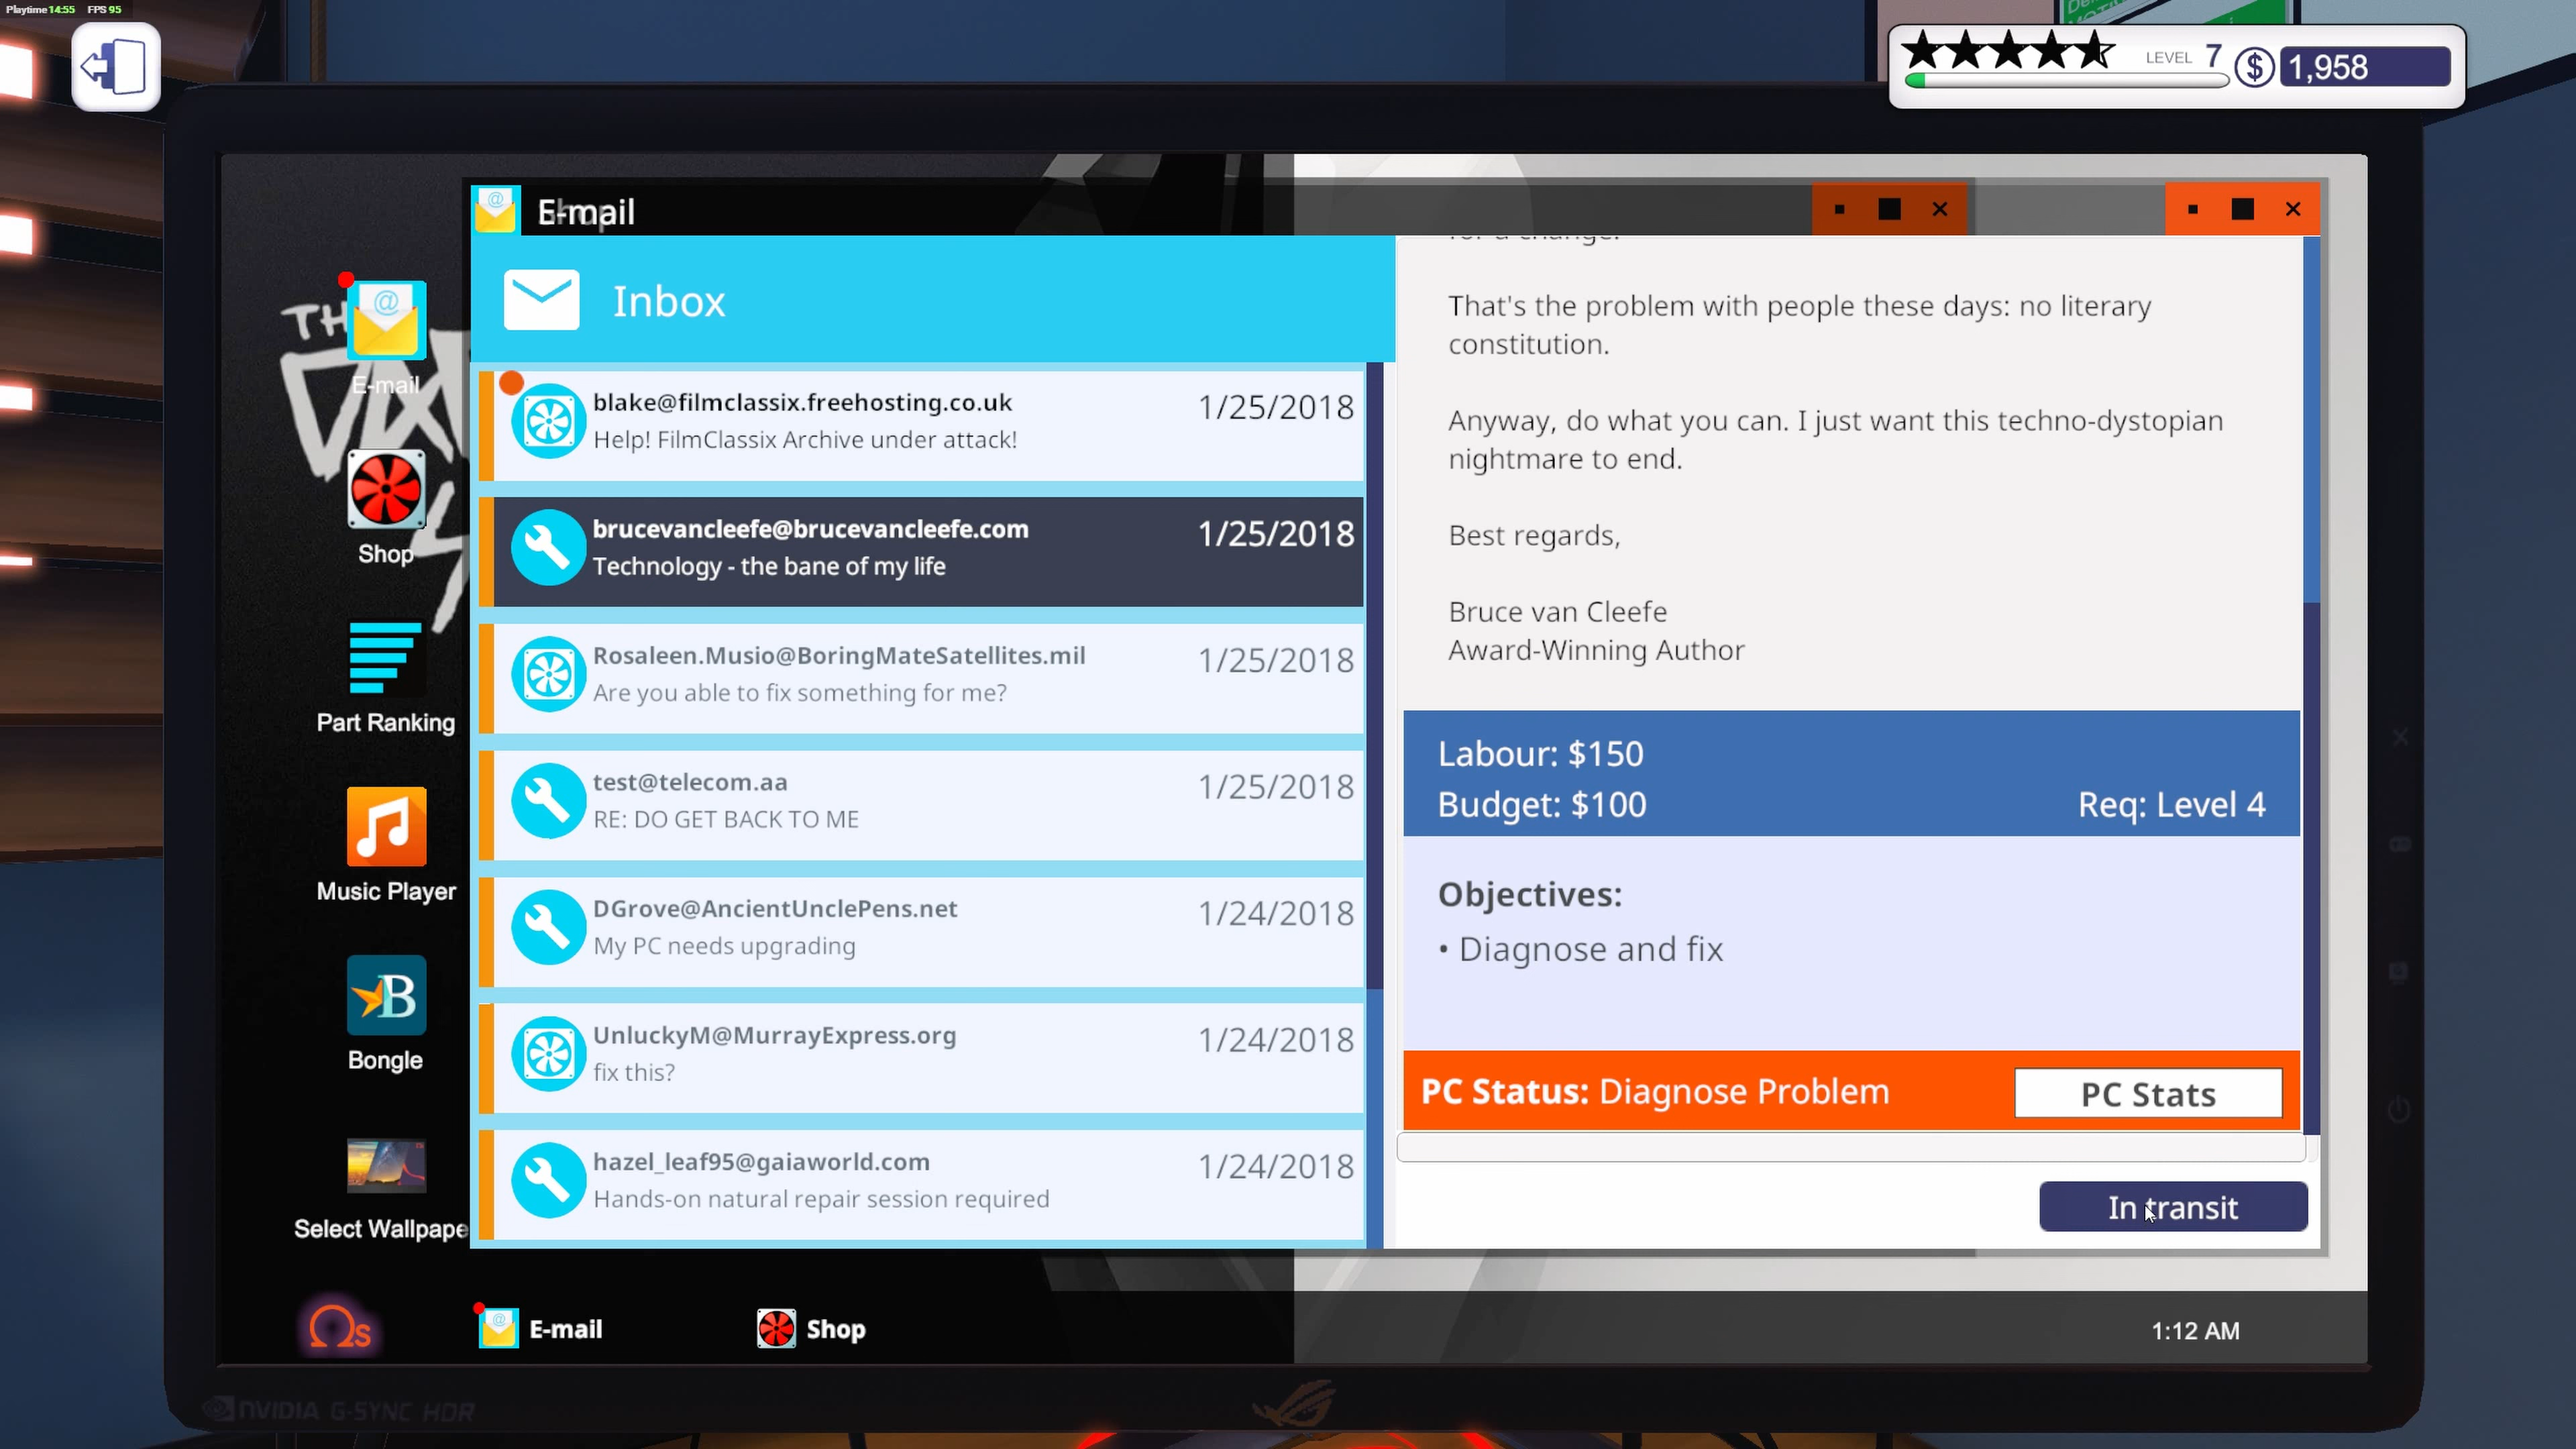 Playtime 14:55 FPS 95
LEVEL 7
$ 1,958
E-mail
Inbox
for a change.
That's the problem with people these days: no literary
constitution.
Anyway, do what you can. I just want this techno-dystopian
nightmare to end.
Best regards,
Bruce van Cleefe
Award-Winning Author
Labour: $150
Budget: $100
Req: Level 4
Objectives:
• Diagnose and fix
PC Status: Diagnose Problem
PC Stats
In transit
blake@filmclassix.freehosting.co.uk
1/25/2018
Help! FilmClassix Archive under attack!
brucevancleefe@brucevancleefe.com
1/25/2018
Technology - the bane of my life
Rosaleen.Musio@BoringMateSatellites.mil
1/25/2018
Are you able to fix something for me?
test@telecom.aa
1/25/2018
RE: DO GET BACK TO ME
DGrove@AncientUnclePens.net
1/24/2018
My PC needs upgrading
UnluckyM@MurrayExpress.org
1/24/2018
fix this?
hazel_leaf95@gaiaworld.com
1/24/2018
Hands-on natural repair session required
E-mail
Shop
Part Ranking
Music Player
B
Bongle
Select Wallpape
Ωs
E-mail
Shop
1:12 AM
NVIDIA G-SYNC HDR